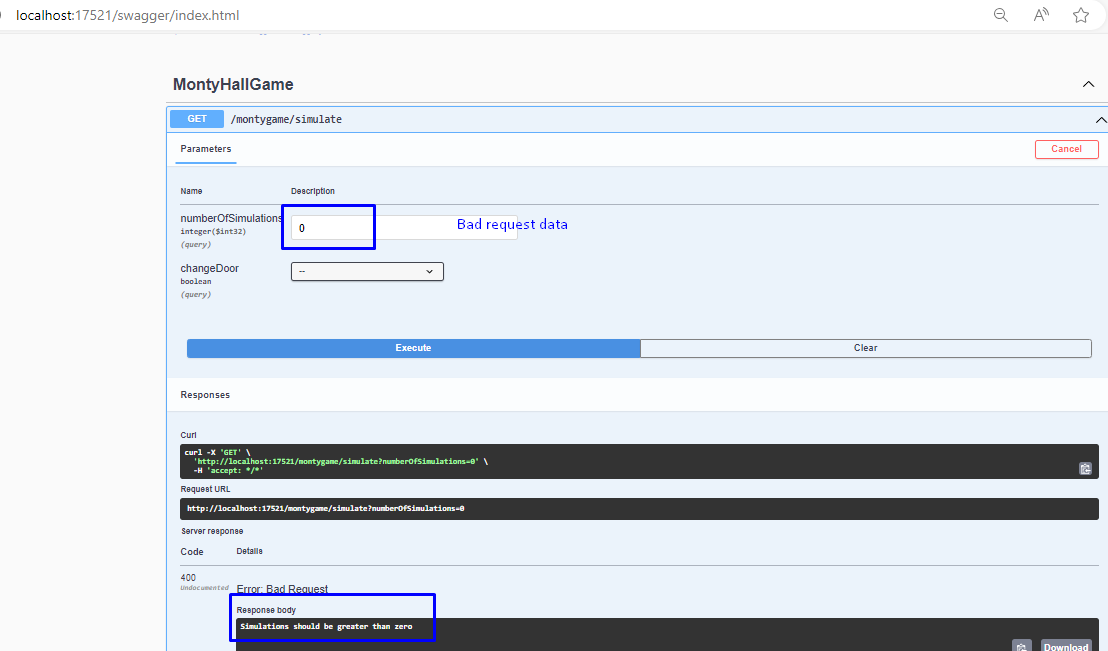 localhost:17521/swagger/index.html
MontyHallGame
GET /montygame/simulate
Parameters
Cancel
Name Description
numberOfSimulations
integer($int32)
(query)
0
Bad request data
changeDoor
boolean
(query)
--
Execute
Clear
Responses
Curl
curl -X 'GET' \
'http://localhost:17521/montygame/simulate?numberOfSimulations=0' \
-H 'accept: */*'
Request URL
http://localhost:17521/montygame/simulate?numberOfSimulations=0
Server response
Code Details
400
Undocumented
Error: Bad Request
Response body
Simulations should be greater than zero
Download